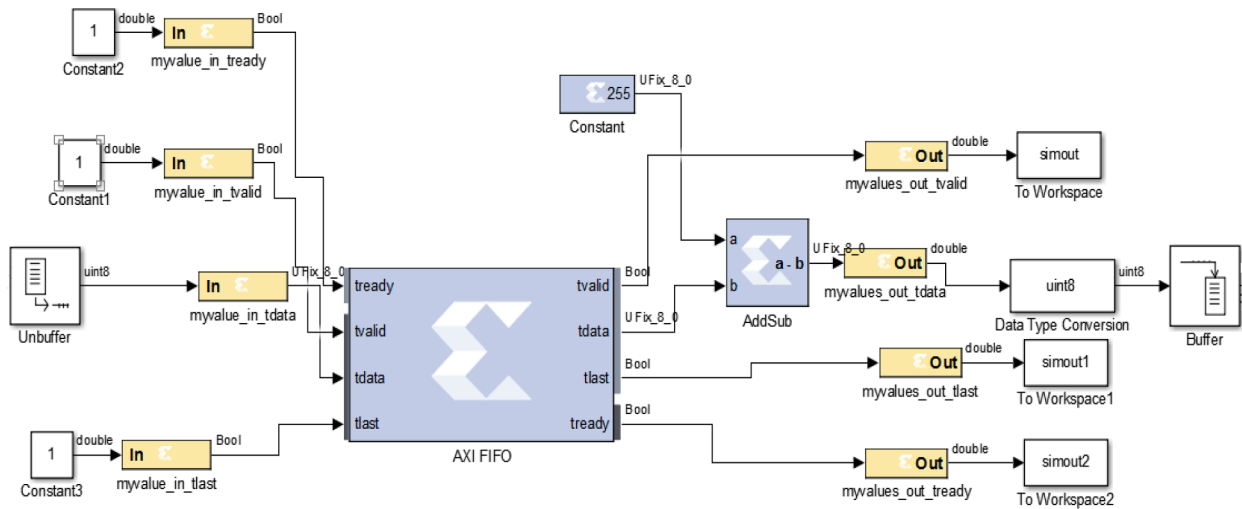 1
double
In
Bool
Constant2
myvalue_in_tready
255
UFix_8_0
Constant
1
double
In
Bool
Constant1
myvalue_in_tvalid
Out
double
simout
myvalues_out_tvalid
To Workspace
uint8
In
UFix_8_0
Unbuffer
myvalue_in_tdata
tready
tvalid
tdata
tlast
tvalid
tdata
tlast
tready
Bool
UFix_8_0
Bool
Bool
AXI FIFO
a
b
a - b
AddSub
UFix_8_0
Out
double
myvalues_out_tdata
uint8
uint8
Data Type Conversion
Buffer
Out
double
simout1
myvalues_out_tlast
To Workspace1
1
double
In
Bool
Constant3
myvalue_in_tlast
Out
double
simout2
myvalues_out_tready
To Workspace2